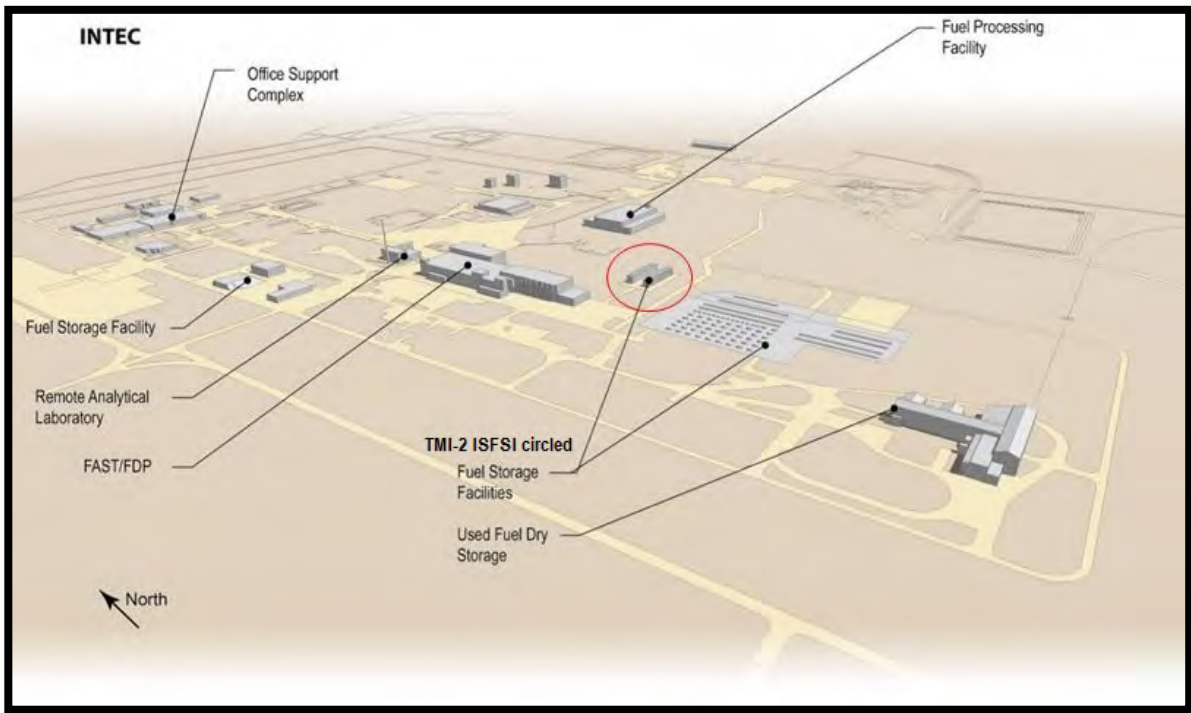 INTEC
Office Support
Complex
Fuel Processing
Facility
Fuel Storage Facility
Remote Analytical
Laboratory
FAST/FDP
TMI-2 ISFSI circled
Fuel Storage
Facilities
Used Fuel Dry
Storage
North